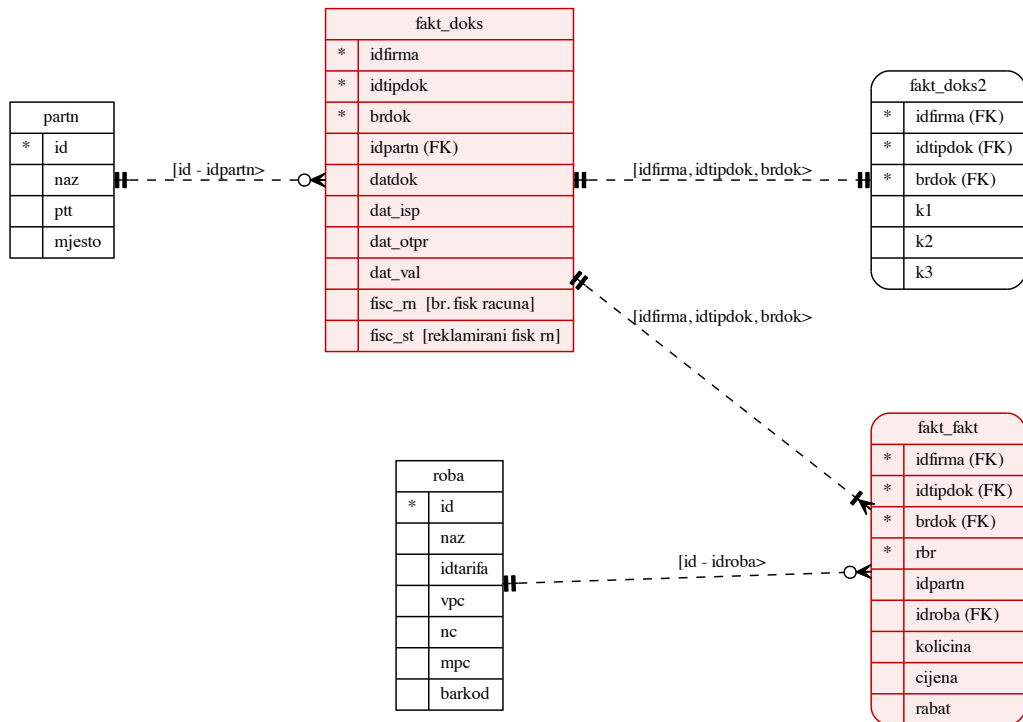 fakt_doks
* idfirma
* idtipdok
* brdok
idpartn (FK)
datdok
dat_isp
dat_otpr
dat_val
fisc_rn [br. fisk racuna]
fisc_st [reklamirani fisk rn]
partn
* id
naz
ptt
mjesto
[id - idpartn>
[idfirma, idtipdok, brdok>
fakt_doks2
* idfirma (FK)
* idtipdok (FK)
* brdok (FK)
k1
k2
k3
[idfirma, idtipdok, brdok>
roba
* id
naz
idtarifa
vpc
nc
mpc
barkod
[id - idroba>
fakt_fakt
* idfirma (FK)
* idtipdok (FK)
* brdok (FK)
* rbr
idpartn
idroba (FK)
kolicina
cijena
rabat